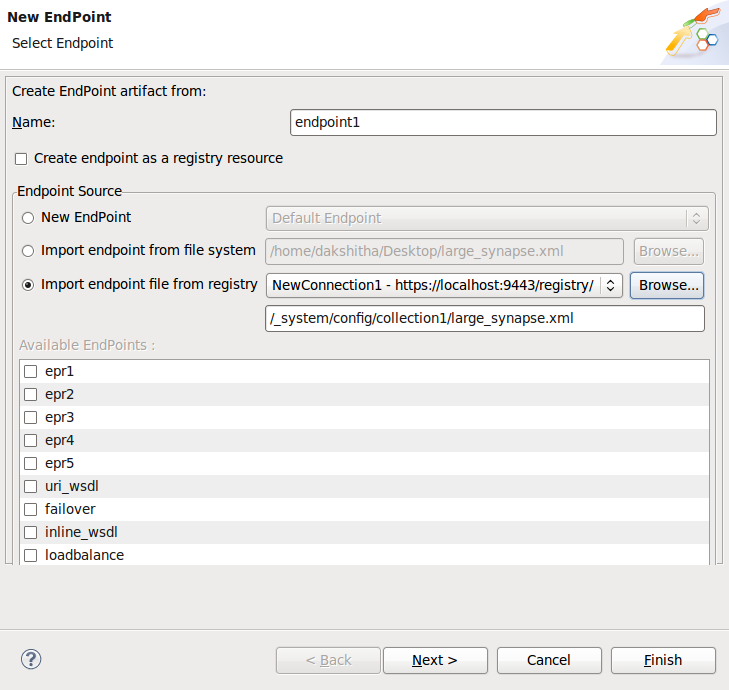 New EndPoint
Select Endpoint
Create EndPoint artifact from:
Name:
endpoint1
Create endpoint as a registry resource
Endpoint Source
New EndPoint
Default Endpoint
Import endpoint from file system
/home/dakshitha/Desktop/large_synapse.xml
Browse...
Import endpoint file from registry
NewConnection1 - https://localhost:9443/registry/
Browse...
/_system/config/collection1/large_synapse.xml
Available EndPoints :
epr1
epr2
epr3
epr4
epr5
uri_wsdl
failover
inline_wsdl
loadbalance
?
< Back
Next >
Cancel
Finish